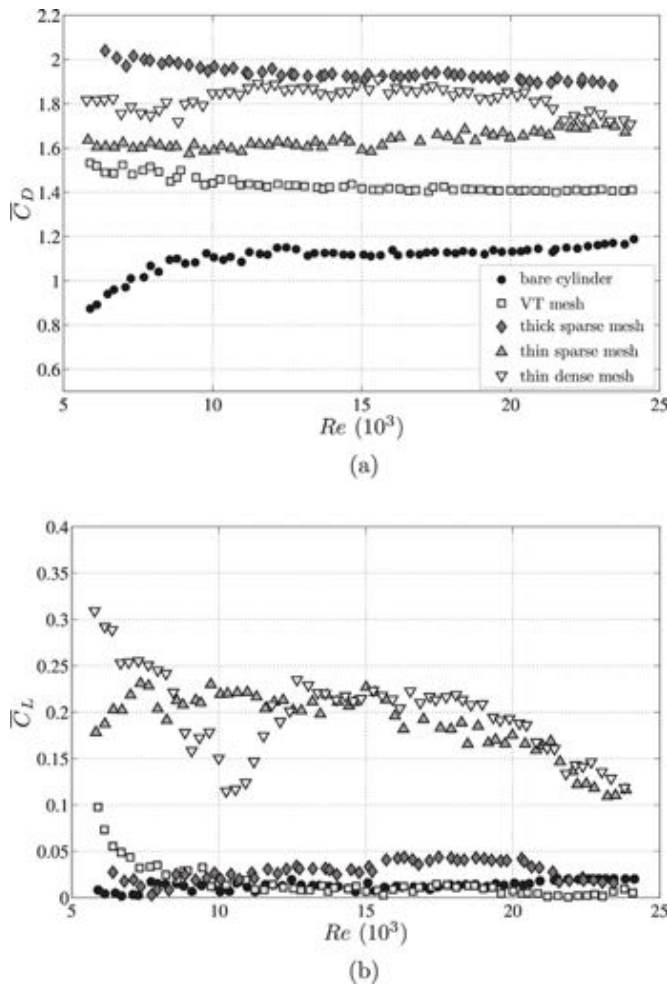 2.2
2
1.8
1.6
1.4
1.2
1
0.8
0.6
C̅_D
bare cylinder
VT mesh
thick sparse mesh
thin sparse mesh
thin dense mesh
5 10 15 20 25
Re (10³)
(a)
0.4
0.35
0.3
0.25
0.2
0.15
0.1
0.05
0
C̅_L
5 10 15 20 25
Re (10³)
(b)